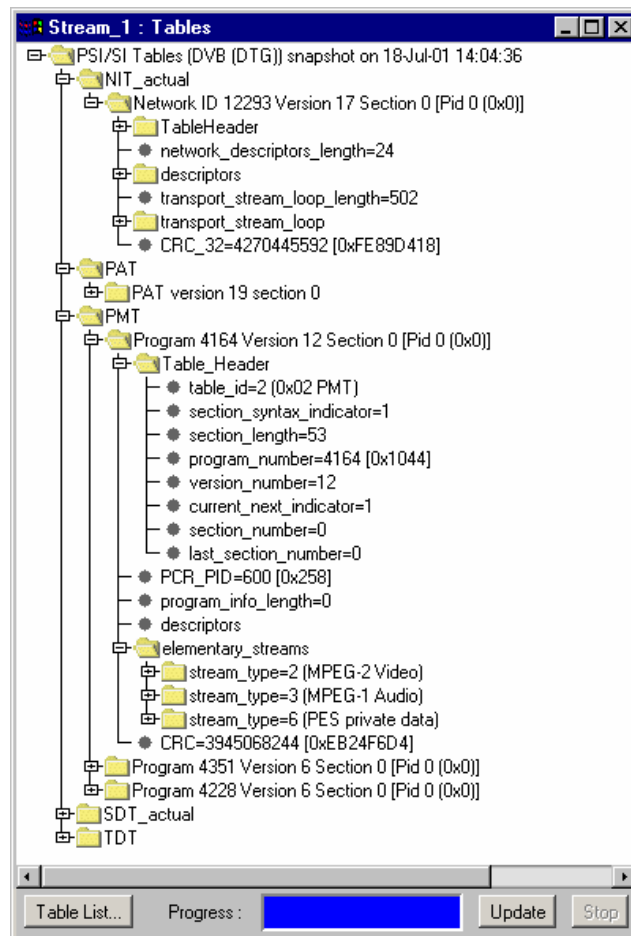 Stream_1 : Tables
PSI/SI Tables (DVB (DTG)) snapshot on 18-Jul-01 14:04:36
NIT_actual
Network ID 12293 Version 17 Section 0 [Pid 0 (0x0)]
TableHeader
network_descriptors_length=24
descriptors
transport_stream_loop_length=502
transport_stream_loop
CRC_32=4270445592 [0xFE89D418]
PAT
PAT version 19 section 0
PMT
Program 4164 Version 12 Section 0 [Pid 0 (0x0)]
Table_Header
table_id=2 (0x02 PMT)
section_syntax_indicator=1
section_length=53
program_number=4164 [0x1044]
version_number=12
current_next_indicator=1
section_number=0
last_section_number=0
PCR_PID=600 [0x258]
program_info_length=0
descriptors
elementary_streams
stream_type=2 (MPEG-2 Video)
stream_type=3 (MPEG-1 Audio)
stream_type=6 (PES private data)
CRC=3945068244 [0xEB24F6D4]
Program 4351 Version 6 Section 0 [Pid 0 (0x0)]
Program 4228 Version 6 Section 0 [Pid 0 (0x0)]
SDT_actual
TDT
Table List... Progress : Update Stop